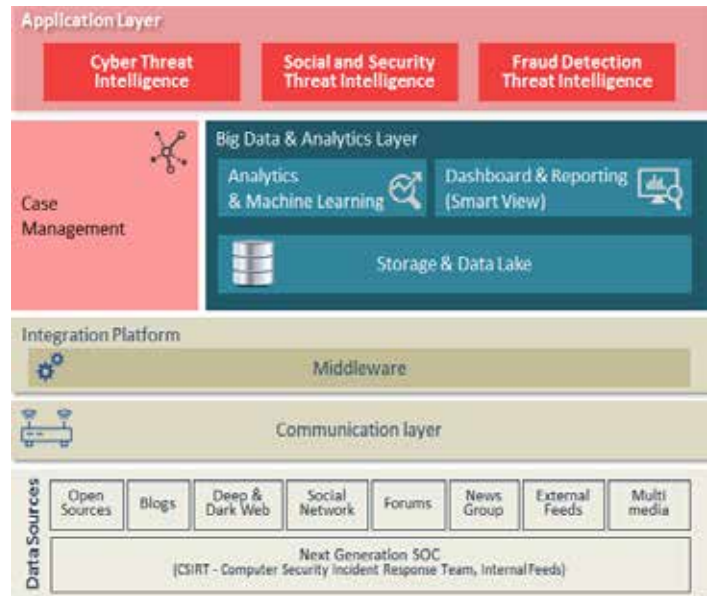 Application Layer
Cyber Threat
Intelligence
Social and Security
Threat Intelligence
Fraud Detection
Threat Intelligence
Case
Management
Big Data & Analytics Layer
Analytics
& Machine Learning
Dashboard & Reporting
(Smart View)
Storage & Data Lake
Integration Platform
Middleware
Communication layer
Data Sources
Open
Sources
Blogs
Deep &
Dark Web
Social
Network
Forums
News
Group
External
Feeds
Multi
media
Next Generation SOC
(CSIRT - Computer Security Incident Response Team, Internal Feeds)